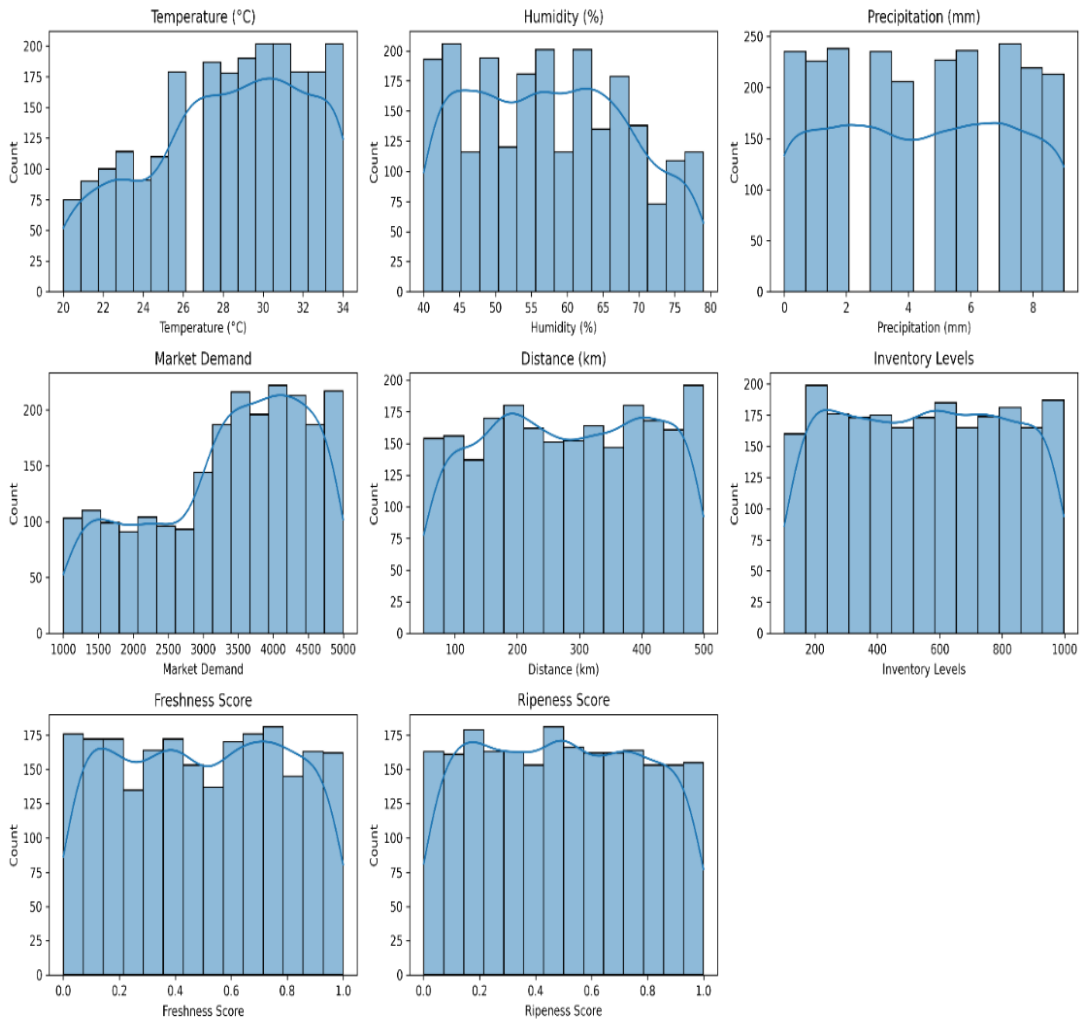 Temperature (°C)
Count
200
175
150
125
100
75
50
25
0
20 22 24 26 28 30 32 34
Temperature (°C)
Humidity (%)
Count
200
175
150
125
100
75
50
25
0
40 45 50 55 60 65 70 75 80
Humidity (%)
Precipitation (mm)
Count
250
200
150
100
50
0
0 2 4 6 8
Precipitation (mm)
Market Demand
Count
200
150
100
50
0
1000 1500 2000 2500 3000 3500 4000 4500 5000
Market Demand
Distance (km)
Count
200
175
150
125
100
75
50
25
0
100 200 300 400 500
Distance (km)
Inventory Levels
Count
200
175
150
125
100
75
50
25
0
200 400 600 800 1000
Inventory Levels
Freshness Score
Count
175
150
125
100
75
50
25
0
0.0 0.2 0.4 0.6 0.8 1.0
Freshness Score
Ripeness Score
Count
175
150
125
100
75
50
25
0
0.0 0.2 0.4 0.6 0.8 1.0
Ripeness Score